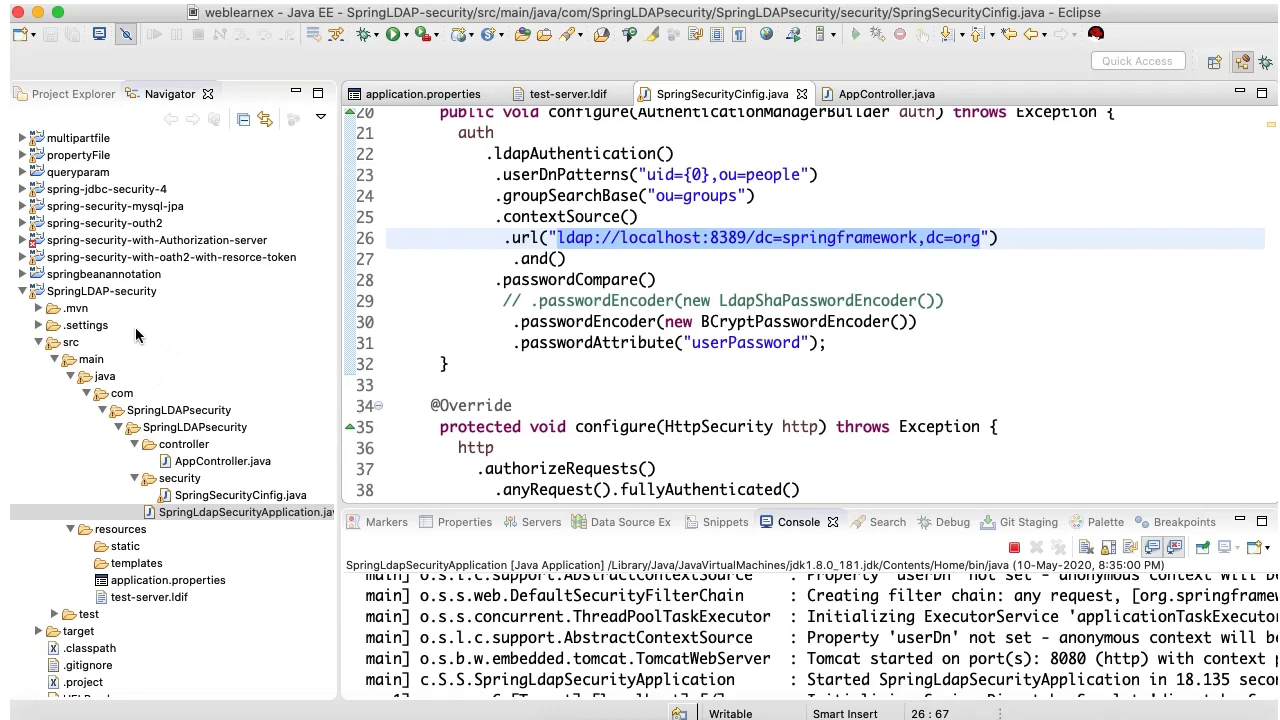 weblearnex - Java EE - SpringLDAP-security/src/main/java/com/SpringLDAPsecurity/SpringLDAPsecurity/security/SpringSecurityCinfig.java - Eclipse
Quick Access
Project Explorer
Navigator
multipartfile
propertyFile
queryparam
spring-jdbc-security-4
spring-security-mysql-jpa
spring-security-outh2
spring-security-with-Authorization-server
spring-security-with-oath2-with-resorce-token
springbeanannotation
SpringLDAP-security
.mvn
.settings
src
main
java
com
SpringLDAPsecurity
SpringLDAPsecurity
controller
AppController.java
security
SpringSecurityCinfig.java
SpringLdapSecurityApplication.jav
resources
static
templates
application.properties
test-server.ldif
test
target
.classpath
.gitignore
.project
application.properties
test-server.ldif
SpringSecurityCinfig.java
AppController.java
20 public void configure(AuthenticationManagerBuilder auth) throws Exception {
21 auth
22 .ldapAuthentication()
23 .userDnPatterns("uid={0},ou=people")
24 .groupSearchBase("ou=groups")
25 .contextSource()
26 .url("ldap://localhost:8389/dc=springframework,dc=org")
27 .and()
28 .passwordCompare()
29 // .passwordEncoder(new LdapShaPasswordEncoder())
30 .passwordEncoder(new BCryptPasswordEncoder())
31 .passwordAttribute("userPassword");
32 }
33
34 @Override
35 protected void configure(HttpSecurity http) throws Exception {
36 http
37 .authorizeRequests()
38 .anyRequest().fullyAuthenticated()
Markers
Properties
Servers
Data Source Ex
Snippets
Console
Search
Debug
Git Staging
Palette
Breakpoints
SpringLdapSecurityApplication [Java Application] /Library/Java/JavaVirtualMachines/jdk1.8.0_181.jdk/Contents/Home/bin/java (10-May-2020, 8:35:00 PM)
main] o.s.l.c.support.AbstractContextSource : Property 'userDn' not set - anonymous context will be
main] o.s.s.web.DefaultSecurityFilterChain : Creating filter chain: any request, [org.springframew
main] o.s.s.concurrent.ThreadPoolTaskExecutor : Initializing ExecutorService 'applicationTaskExecutor
main] o.s.l.c.support.AbstractContextSource : Property 'userDn' not set - anonymous context will be
main] o.s.b.w.embedded.tomcat.TomcatWebServer : Tomcat started on port(s): 8080 (http) with context p
main] c.S.S.SpringLdapSecurityApplication : Started SpringLdapSecurityApplication in 18.135 secon
Writable
Smart Insert
26 : 67